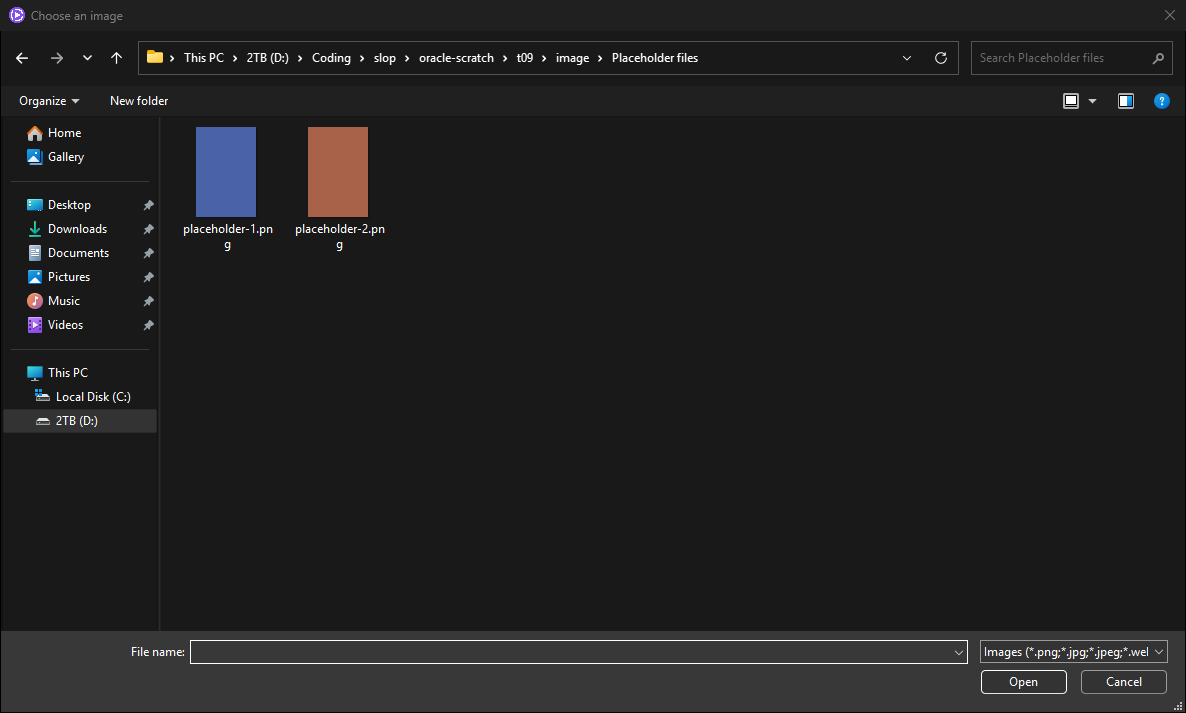 Choose an image
This PC > 2TB (D:) > Coding > slop > oracle-scratch > t09 > image > Placeholder files
Search Placeholder files
Organize
New folder
Home
Gallery
Desktop
Downloads
Documents
Pictures
Music
Videos
This PC
Local Disk (C:)
2TB (D:)
placeholder-1.pn
g
placeholder-2.pn
g
File name:
Images (*.png;*.jpg;*.jpeg;*.wel
Open
Cancel